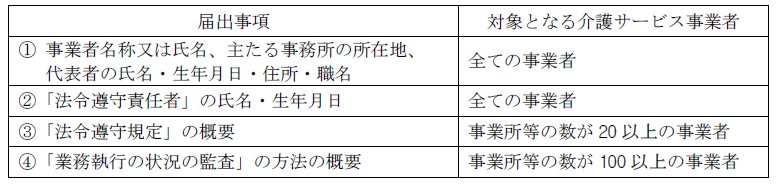 届出事項
対象となる介護サービス事業者
① 事業者名称又は氏名、主たる事務所の所在地、
代表者の氏名・生年月日・住所・職名
全ての事業者
②「法令遵守責任者」の氏名・生年月日
全ての事業者
③「法令遵守規定」の概要
事業所等の数が 20 以上の事業者
④「業務執行の状況の監査」の方法の概要
事業所等の数が 100 以上の事業者